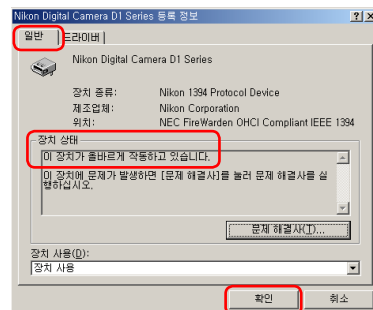 Nikon Digital Camera D1 Series 등록 정보
일반 드라이버
Nikon Digital Camera D1 Series
장치 종류: Nikon 1394 Protocol Device
제조업체: Nikon Corporation
위치: NEC FireWarden OHCI Compliant IEEE 1394
장치 상태
이 장치가 올바르게 작동하고 있습니다.
이 장치에 문제가 발생하면 [문제 해결사]를 눌러 문제 해결사를 실
행하십시오.
문제 해결사(T)...
장치 사용(D):
장치 사용
확인 취소